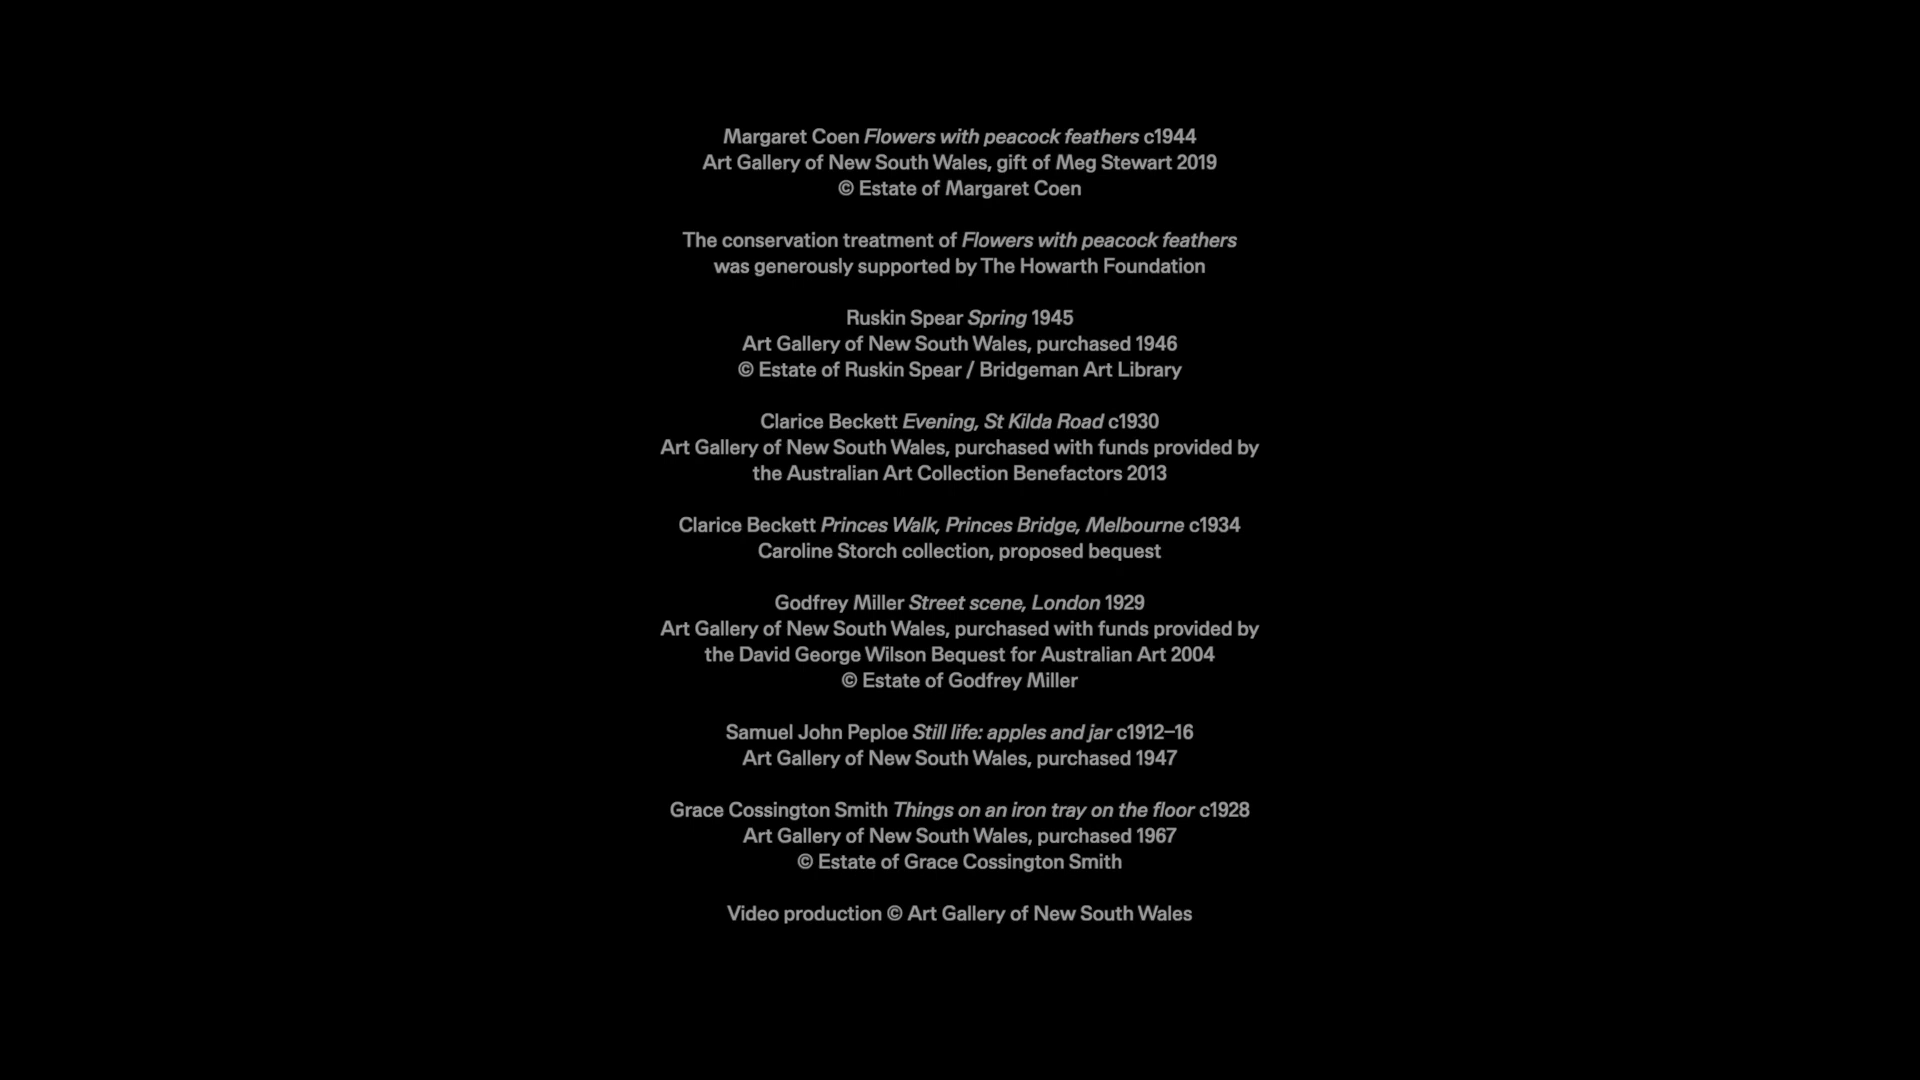 Margaret Coen Flowers with peacock feathers c1944
Art Gallery of New South Wales, gift of Meg Stewart 2019
© Estate of Margaret Coen
The conservation treatment of Flowers with peacock feathers
was generously supported by The Howarth Foundation
Ruskin Spear Spring 1945
Art Gallery of New South Wales, purchased 1946
© Estate of Ruskin Spear / Bridgeman Art Library
Clarice Beckett Evening, St Kilda Road c1930
Art Gallery of New South Wales, purchased with funds provided by
the Australian Art Collection Benefactors 2013
Clarice Beckett Princes Walk, Princes Bridge, Melbourne c1934
Caroline Storch collection, proposed bequest
Godfrey Miller Street scene, London 1929
Art Gallery of New South Wales, purchased with funds provided by
the David George Wilson Bequest for Australian Art 2004
© Estate of Godfrey Miller
Samuel John Peploe Still life: apples and jar c1912–16
Art Gallery of New South Wales, purchased 1947
Grace Cossington Smith Things on an iron tray on the floor c1928
Art Gallery of New South Wales, purchased 1967
© Estate of Grace Cossington Smith
Video production © Art Gallery of New South Wales